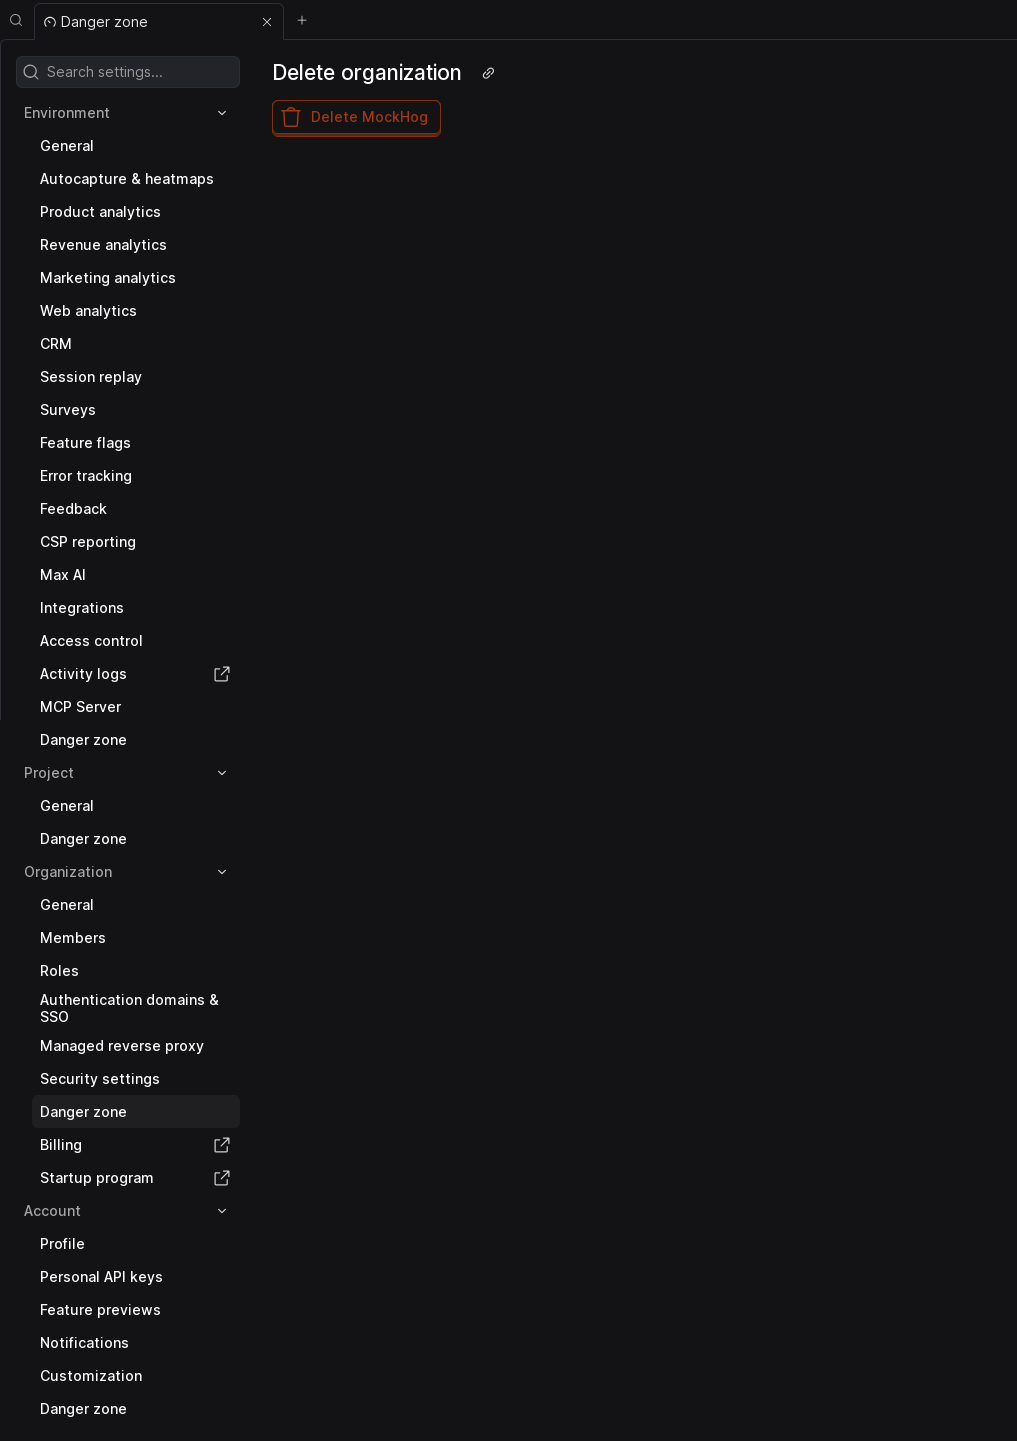 Danger zone
Search settings...
Environment
General
Autocapture & heatmaps
Product analytics
Revenue analytics
Marketing analytics
Web analytics
CRM
Session replay
Surveys
Feature flags
Error tracking
Feedback
CSP reporting
Max AI
Integrations
Access control
Activity logs
MCP Server
Danger zone
Project
General
Danger zone
Organization
General
Members
Roles
Authentication domains &
SSO
Managed reverse proxy
Security settings
Danger zone
Billing
Startup program
Account
Profile
Personal API keys
Feature previews
Notifications
Customization
Danger zone
Delete organization
Delete MockHog